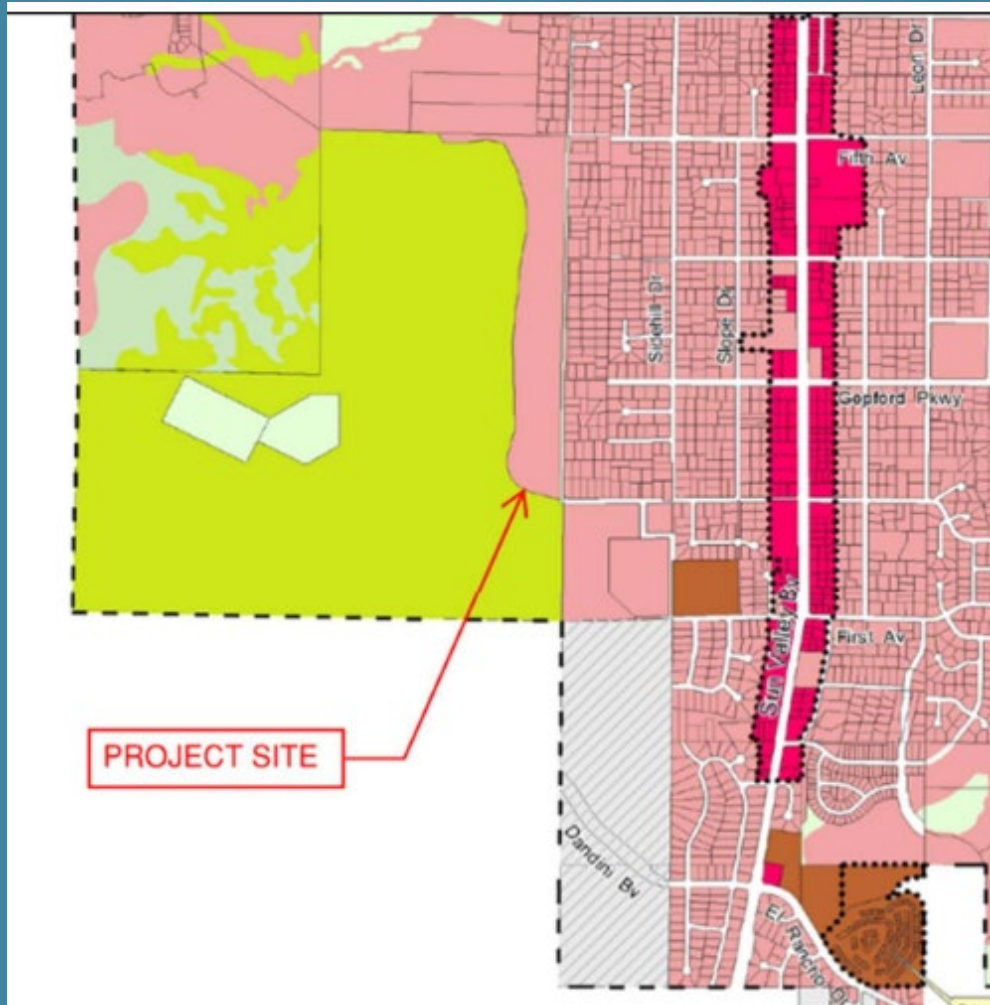 Leon Dr
Fifth Av
Sidehill Dr
Slope Dr
Gepford Pkwy
Sun Valley Bv
First Av
PROJECT SITE
Dandini Bv
El Rancho D